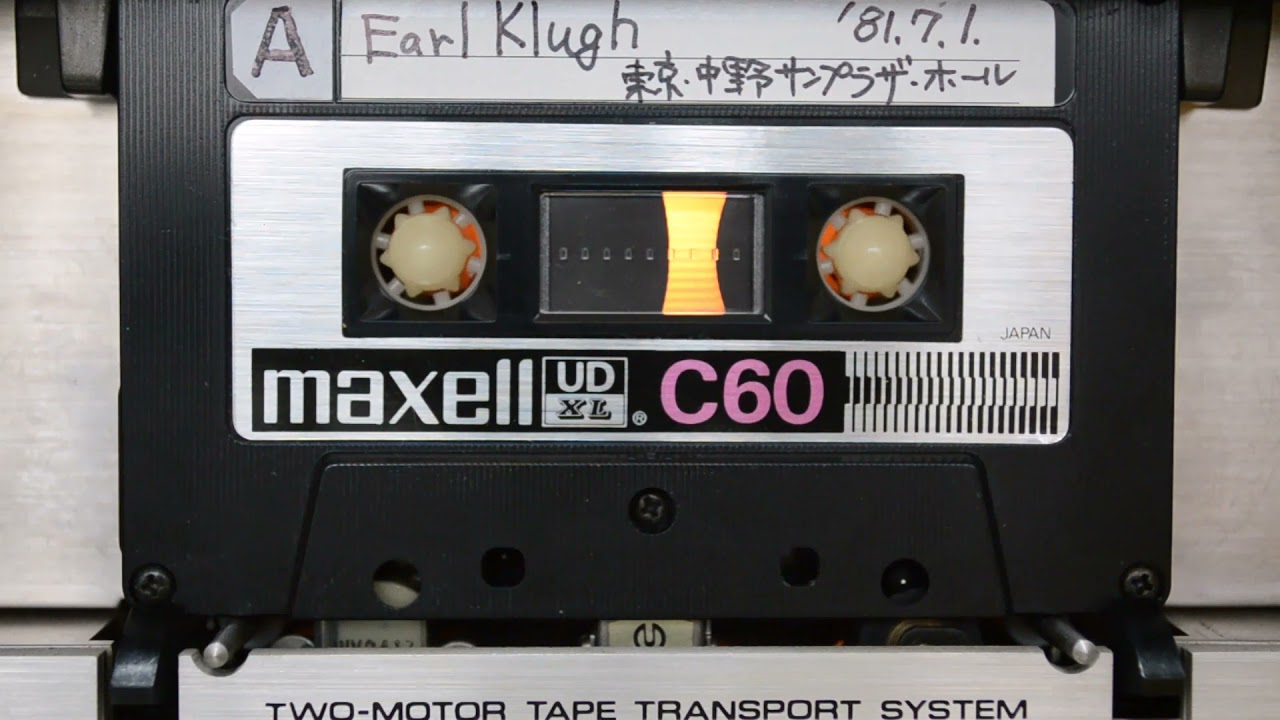 A Earl Klugh '81.7.1.
東京・中野サンプラザ・ホール
JAPAN
maxell UD XL ® C60
TWO-MOTOR TAPE TRANSPORT SYSTEM